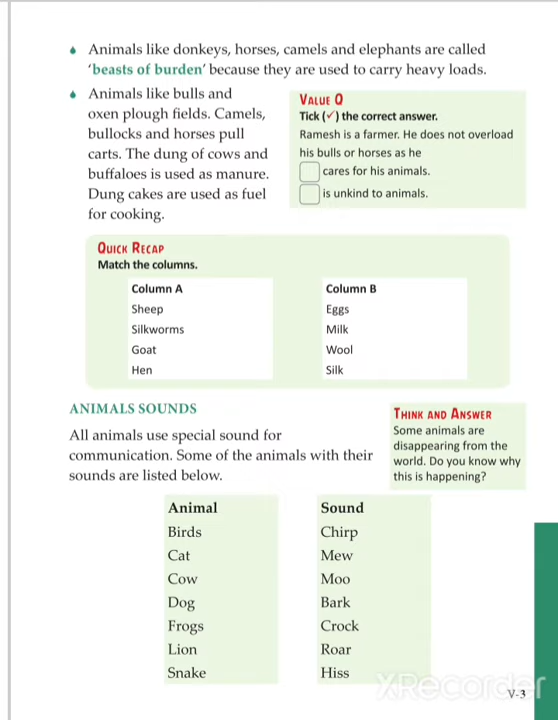 Animals like donkeys, horses, camels and elephants are called
‘beasts of burden’ because they are used to carry heavy loads.
Animals like bulls and
oxen plough fields. Camels,
bullocks and horses pull
carts. The dung of cows and
buffaloes is used as manure.
Dung cakes are used as fuel
for cooking.
VALUE Q
Tick (✓) the correct answer.
Ramesh is a farmer. He does not overload
his bulls or horses as he
cares for his animals.
is unkind to animals.
QUICK RECAP
Match the columns.
Column A Column B
Sheep Eggs
Silkworms Milk
Goat Wool
Hen Silk
ANIMALS SOUNDS
All animals use special sound for
communication. Some of the animals with their
sounds are listed below.
THINK AND ANSWER
Some animals are
disappearing from the
world. Do you know why
this is happening?
Animal Sound
Birds Chirp
Cat Mew
Cow Moo
Dog Bark
Frogs Crock
Lion Roar
Snake Hiss
XRecorder
V-3